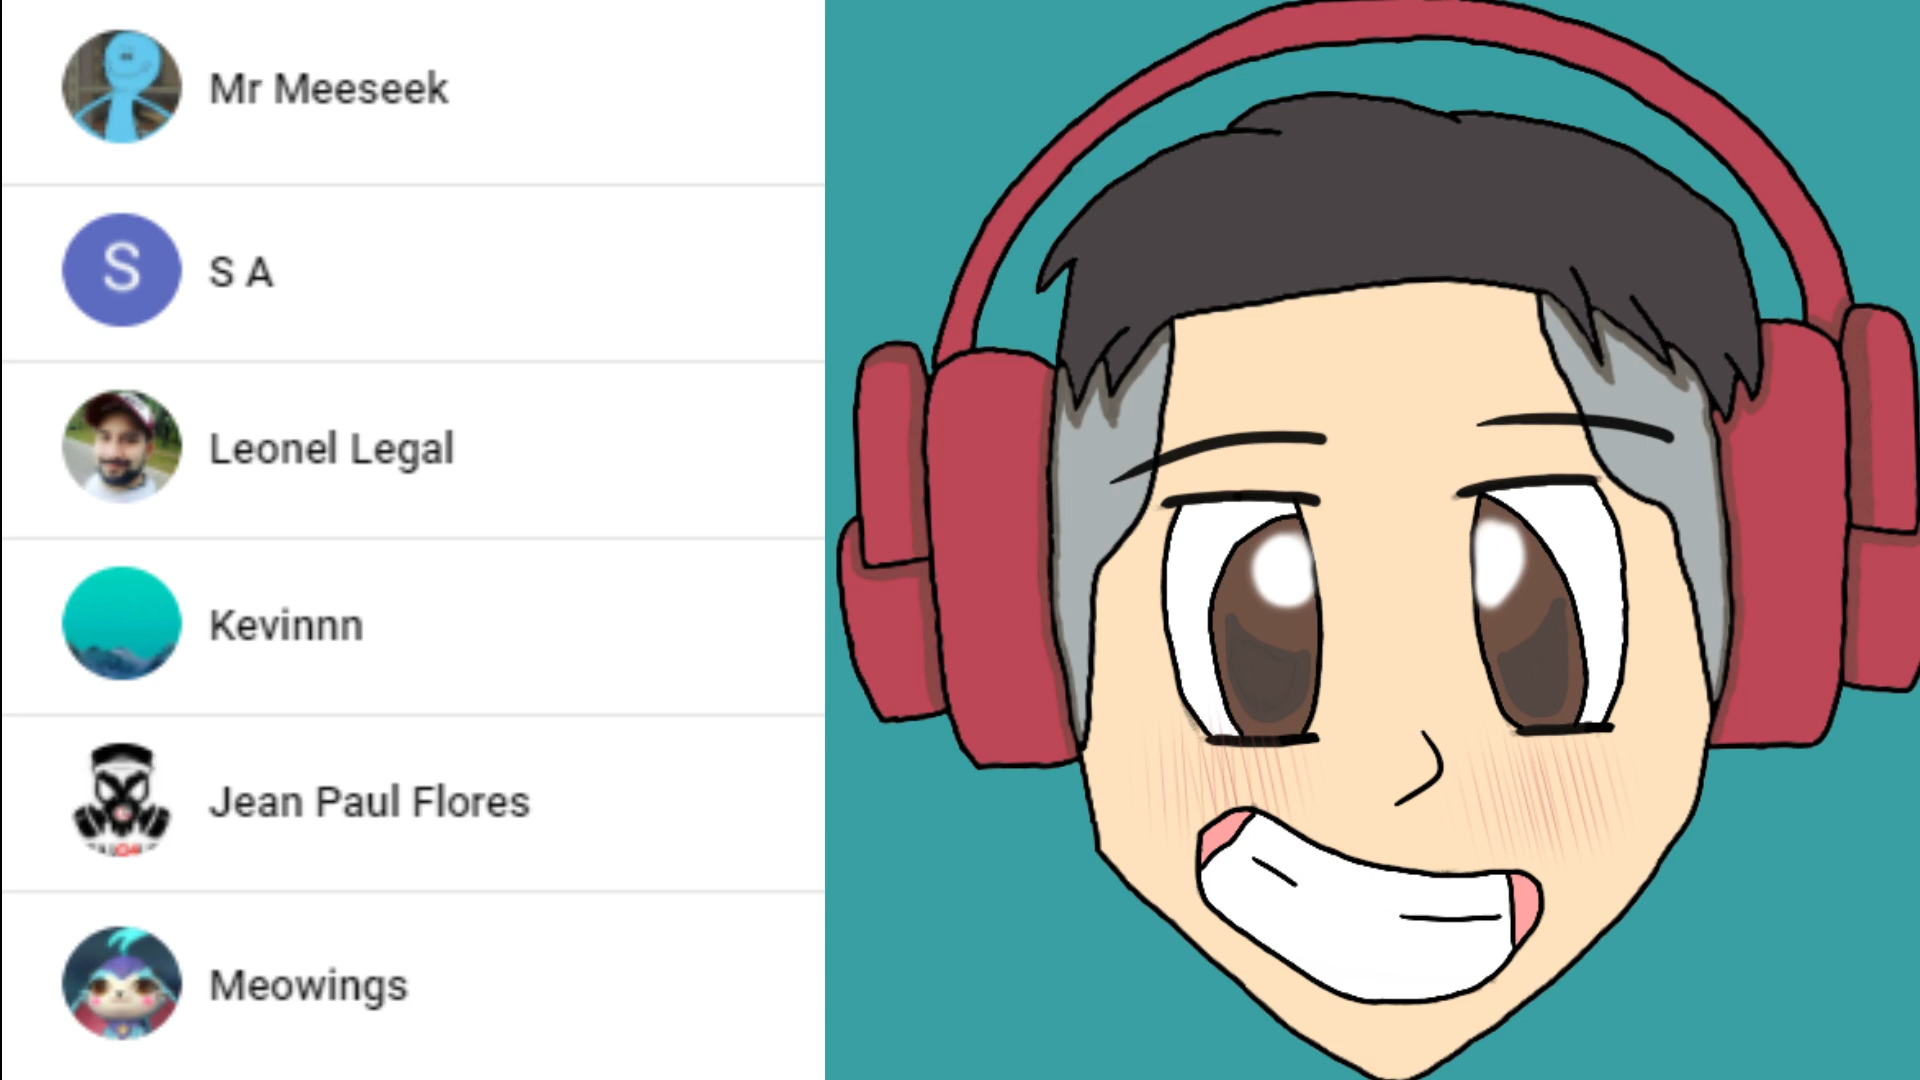 Mr Meeseek
S
S A
Leonel Legal
Kevinnn
Jean Paul Flores
Meowings